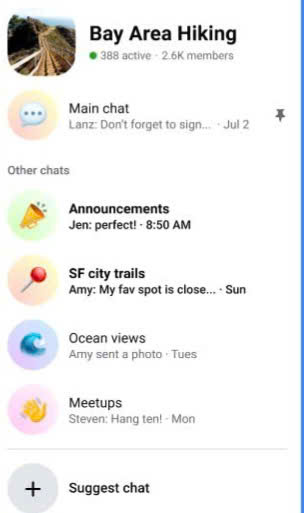 Bay Area Hiking
388 active · 2.6K members
Main chat
Lanz: Don't forget to sign... · Jul 2
Other chats
Announcements
Jen: perfect! · 8:50 AM
SF city trails
Amy: My fav spot is close... · Sun
Ocean views
Amy sent a photo · Tues
Meetups
Steven: Hang ten! · Mon
Suggest chat